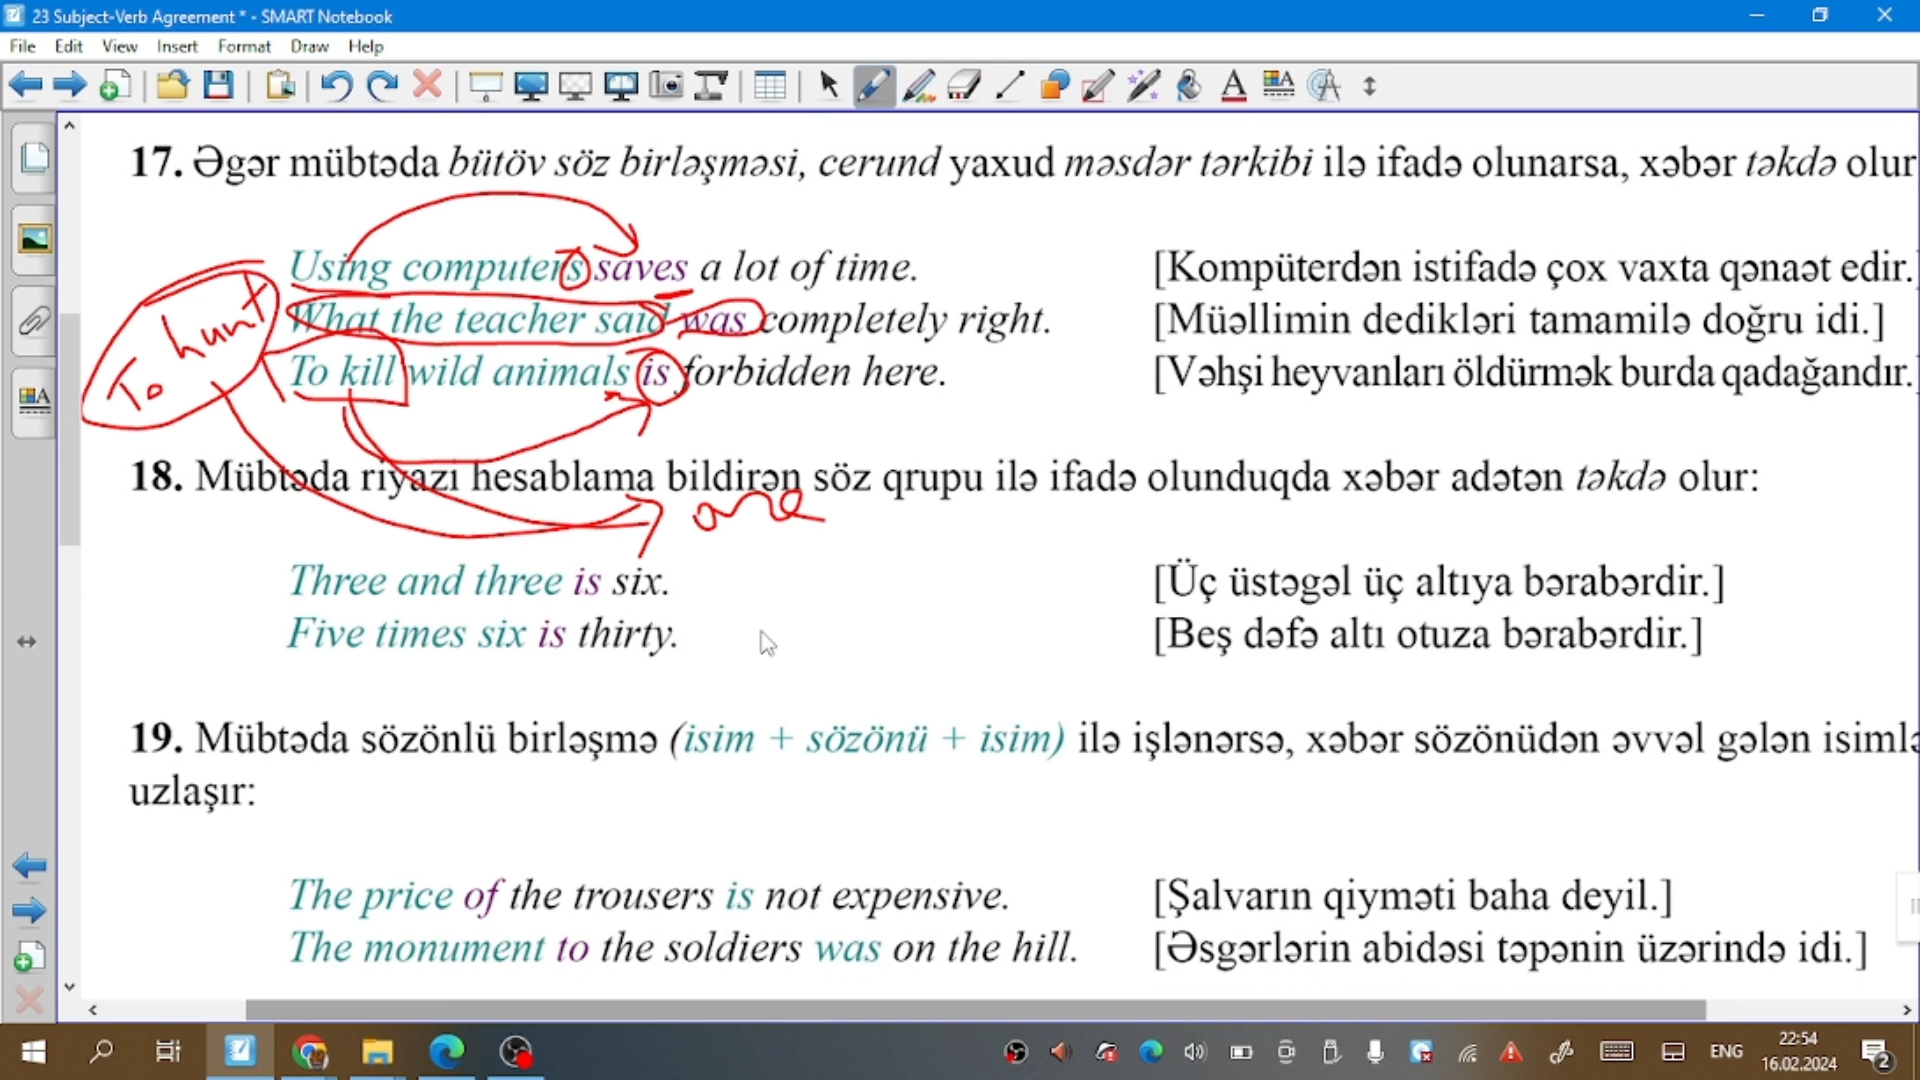 23 Subject-Verb Agreement * - SMART Notebook
File Edit View Insert Format Draw Help
17. Əgər mübtəda bütöv söz birləşməsi, cerund yaxud məsdər tərkibi ilə ifadə olunarsa, xəbər təkdə olur
Using computers saves a lot of time. [Kompüterdən istifadə çox vaxta qənaət edir.]
What the teacher said was completely right. [Müəllimin dedikləri tamamilə doğru idi.]
To hunt
To kill wild animals is forbidden here. [Vəhşi heyvanları öldürmək burda qadağandır.]
18. Mübtəda riyazi hesablama bildirən söz qrupu ilə ifadə olunduqda xəbər adətən təkdə olur:
are
Three and three is six. [Üç üstəgəl üç altıya bərabərdir.]
Five times six is thirty. [Beş dəfə altı otuza bərabərdir.]
19. Mübtəda sözönlü birləşmə (isim + sözönü + isim) ilə işlənərsə, xəbər sözönüdən əvvəl gələn isimlə
uzlaşır:
The price of the trousers is not expensive. [Şalvarın qiyməti baha deyil.]
The monument to the soldiers was on the hill. [Əsgərlərin abidəsi təpənin üzərində idi.]
ENG
22:54
16.02.2024
2